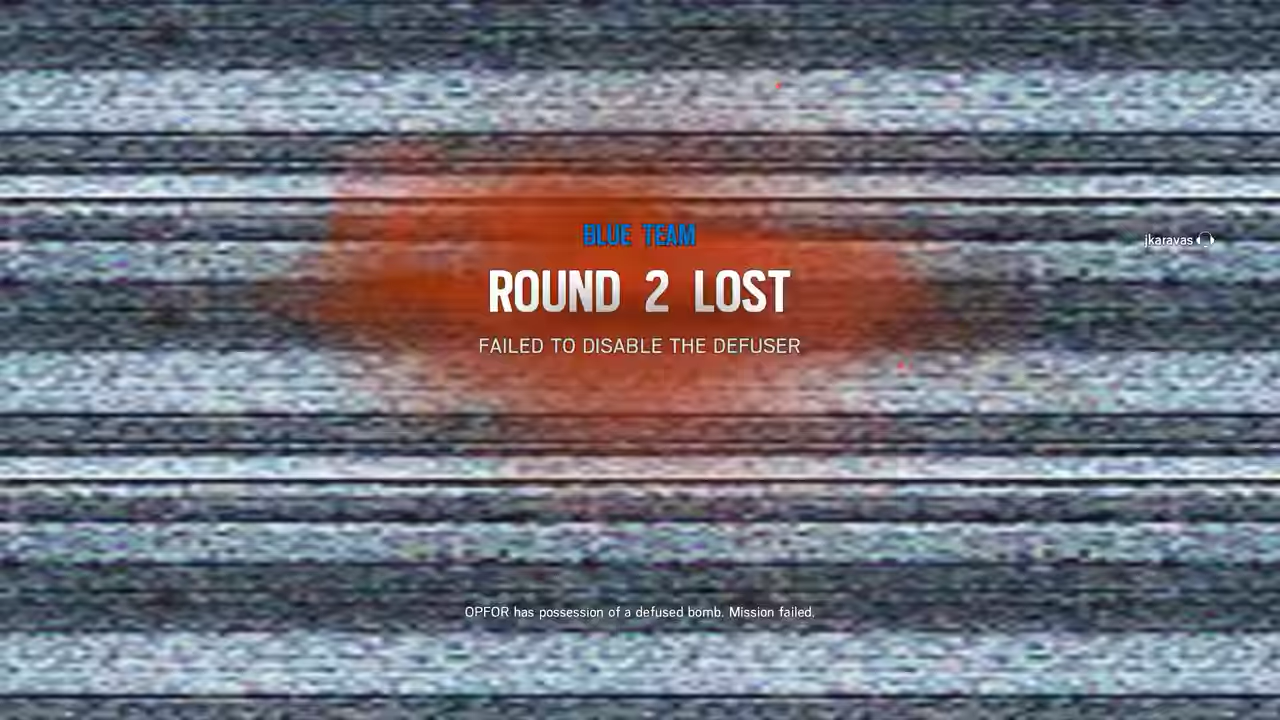 BLUE TEAM
jkaravas
ROUND 2 LOST
FAILED TO DISABLE THE DEFUSER
OPFOR has possession of a defused bomb. Mission failed.